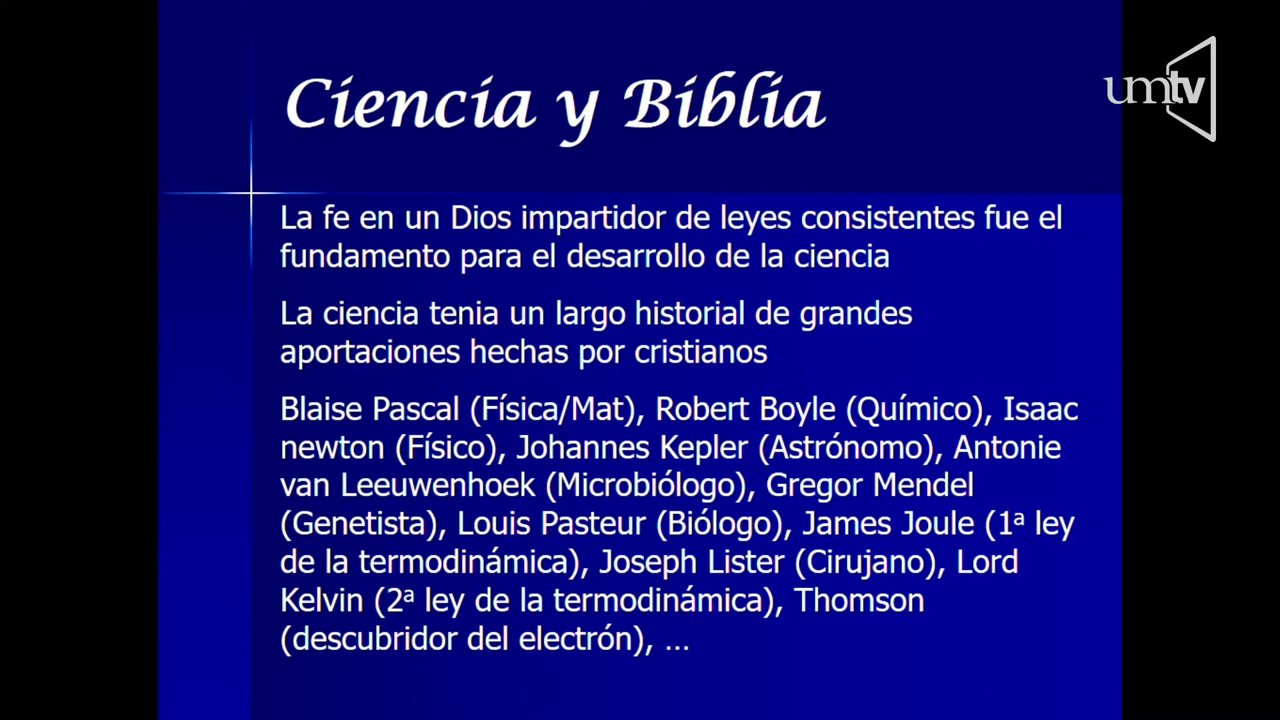 Ciencia y Biblia
umtv
La fe en un Dios impartidor de leyes consistentes fue el
fundamento para el desarrollo de la ciencia
La ciencia tenia un largo historial de grandes
aportaciones hechas por cristianos
Blaise Pascal (Física/Mat), Robert Boyle (Químico), Isaac
newton (Físico), Johannes Kepler (Astrónomo), Antonie
van Leeuwenhoek (Microbiólogo), Gregor Mendel
(Genetista), Louis Pasteur (Biólogo), James Joule (1ª ley
de la termodinámica), Joseph Lister (Cirujano), Lord
Kelvin (2ª ley de la termodinámica), Thomson
(descubridor del electrón), …